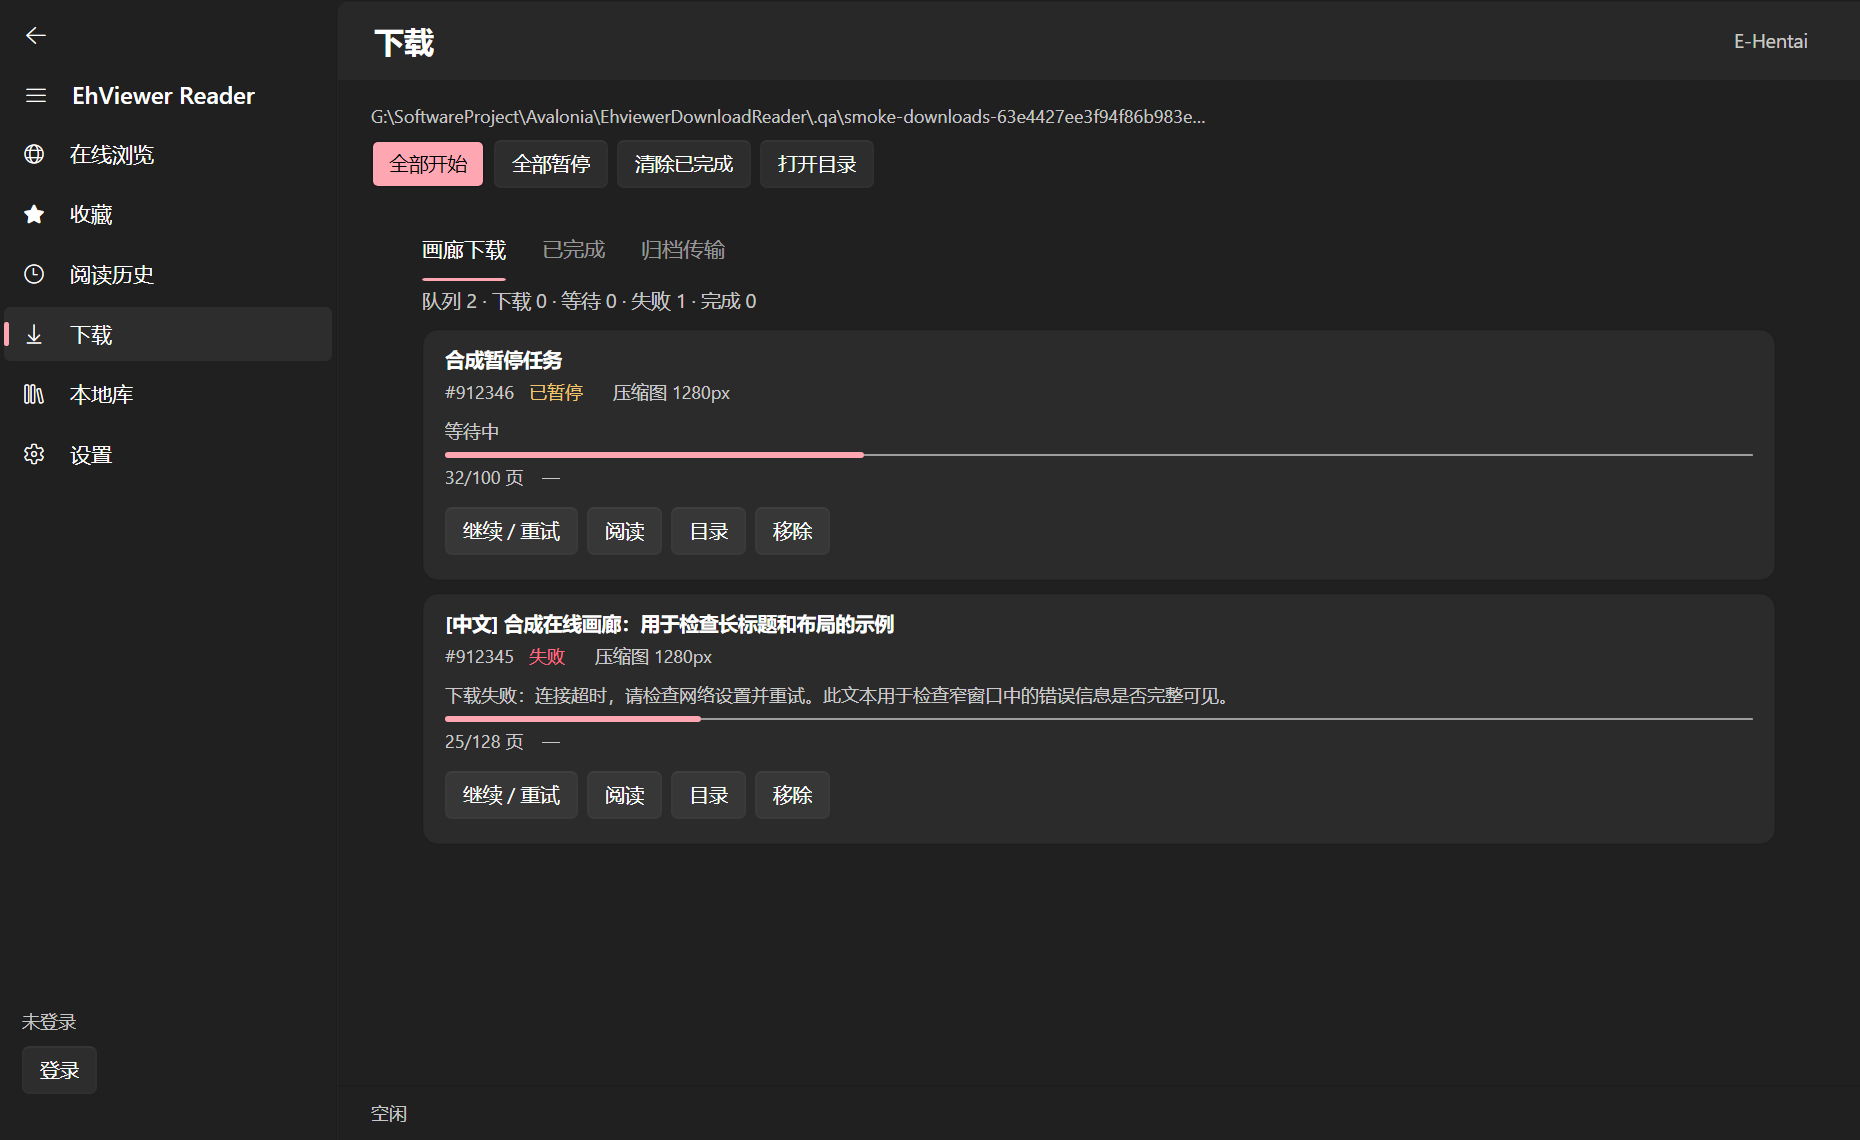 EhViewer Reader
在线浏览
收藏
阅读历史
下载
本地库
设置
未登录
登录
下载
E-Hentai
G:\SoftwareProject\Avalonia\EhviewerDownloadReader\.qa\smoke-downloads-63e4427ee3f94f86b983e...
全部开始 全部暂停 清除已完成 打开目录
画廊下载 已完成 归档传输
队列 2 · 下载 0 · 等待 0 · 失败 1 · 完成 0
合成暂停任务
#912346 已暂停 压缩图 1280px
等待中
32/100 页 —
继续 / 重试 阅读 目录 移除
[中文] 合成在线画廊：用于检查长标题和布局的示例
#912345 失败 压缩图 1280px
下载失败：连接超时，请检查网络设置并重试。此文本用于检查窄窗口中的错误信息是否完整可见。
25/128 页 —
继续 / 重试 阅读 目录 移除
空闲